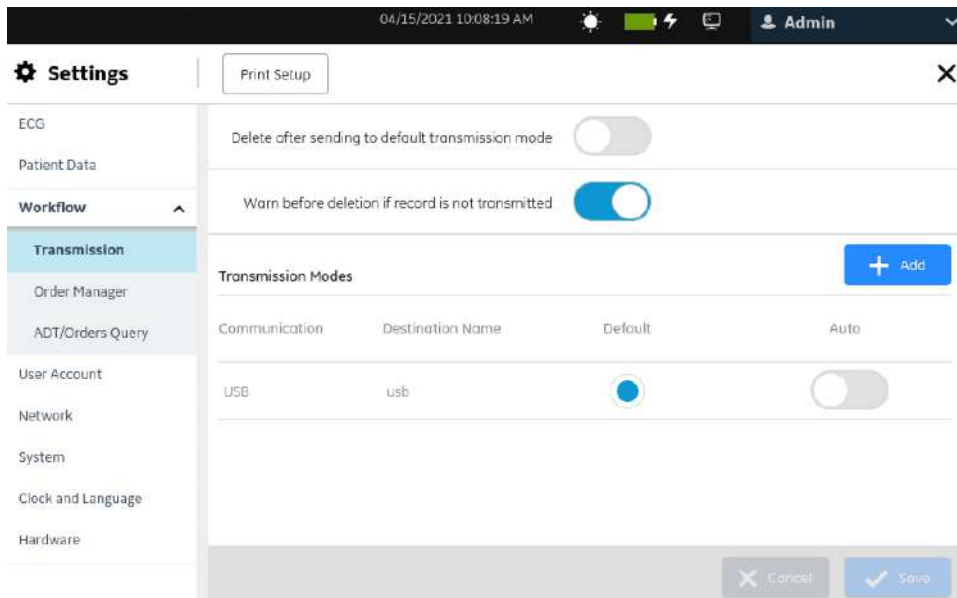 04/15/2021 10:08:19 AM Admin
Settings Print Setup
ECG
Delete after sending to default transmission mode
Patient Data
Workflow
Warn before deletion if record is not transmitted
Transmission
Order Manager
ADT/Orders Query
User Account
Network
System
Clock and Language
Hardware
Transmission Modes
Add
Communication Destination Name Default Auto
USB usb
Cancel Save